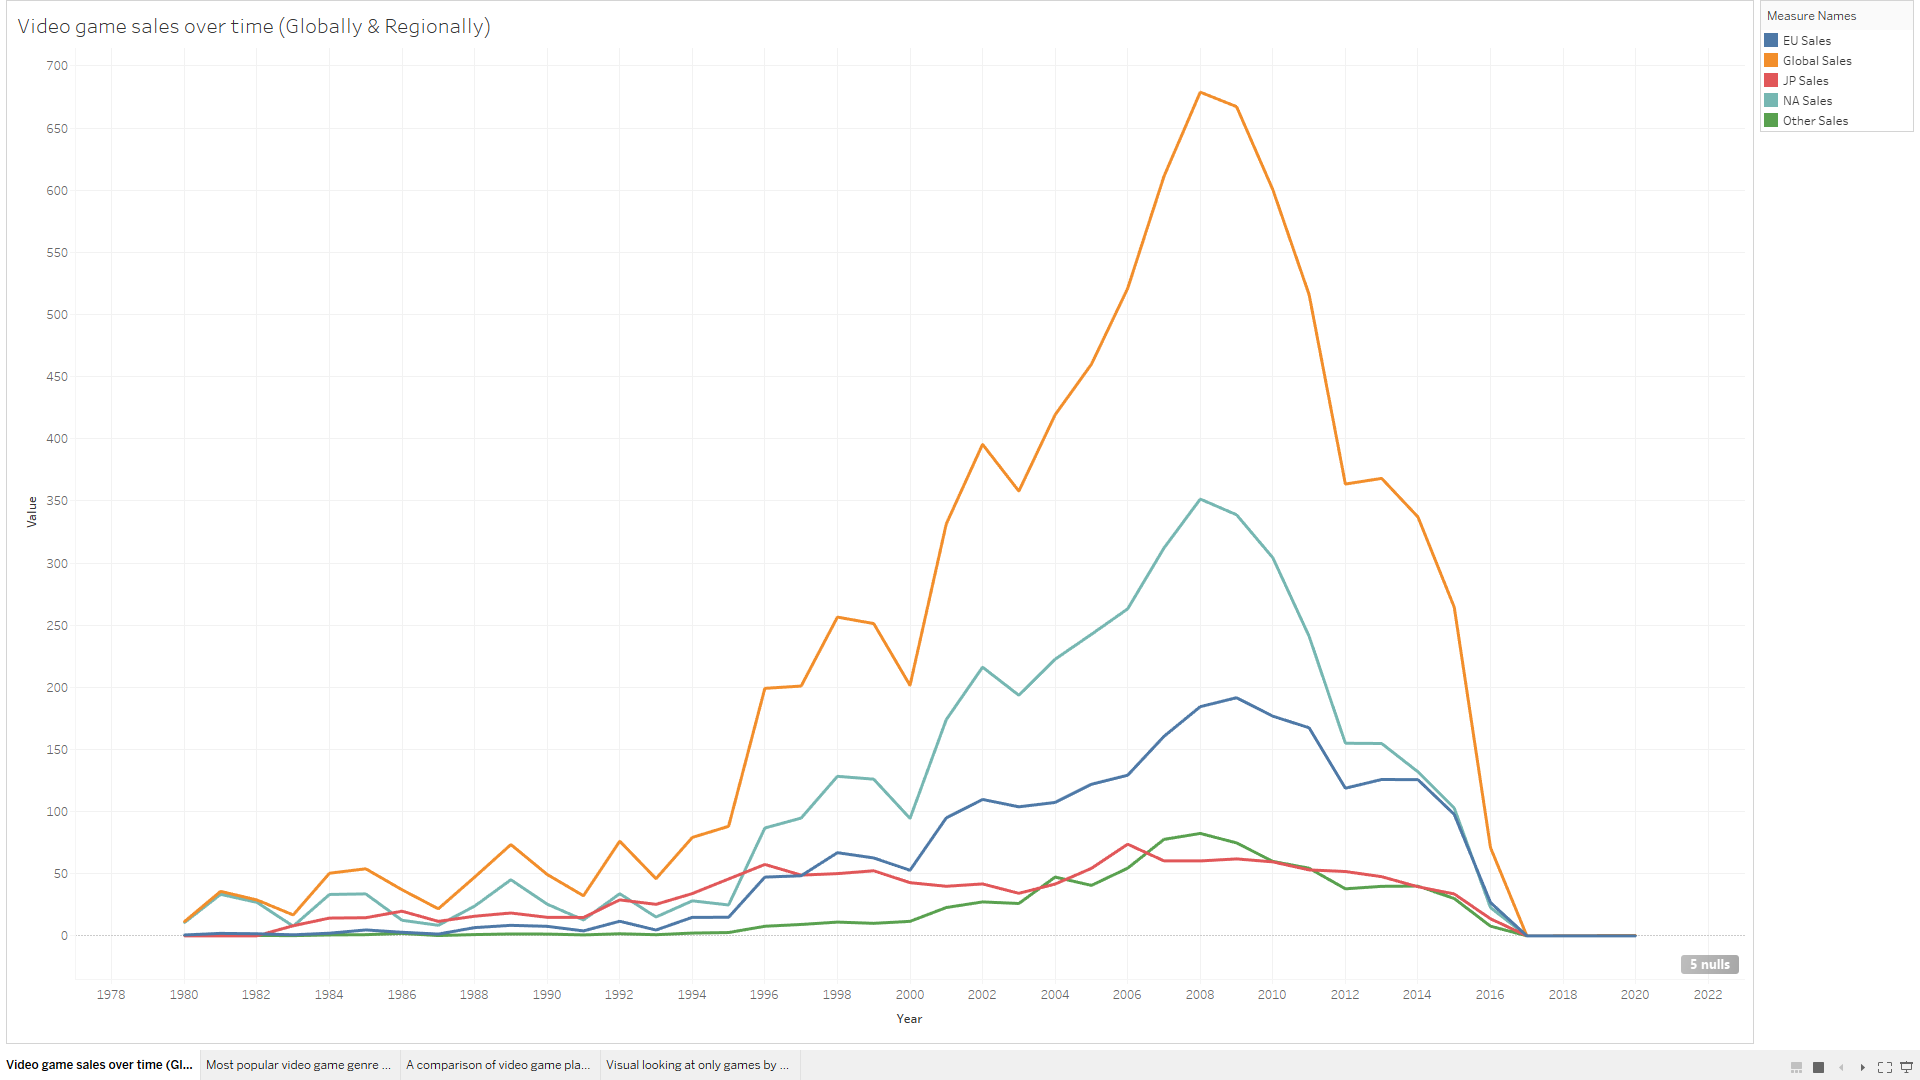 Video game sales over time (Globally & Regionally)
Measure Names
EU Sales
Global Sales
JP Sales
NA Sales
Other Sales
700
650
600
550
500
450
400
350
300
250
200
150
100
50
0
Value
5 nulls
1978 1980 1982 1984 1986 1988 1990 1992 1994 1996 1998 2000 2002 2004 2006 2008 2010 2012 2014 2016 2018 2020 2022
Year
Video game sales over time (Gl... Most popular video game genre ... A comparison of video game pla... Visual looking at only games by ...